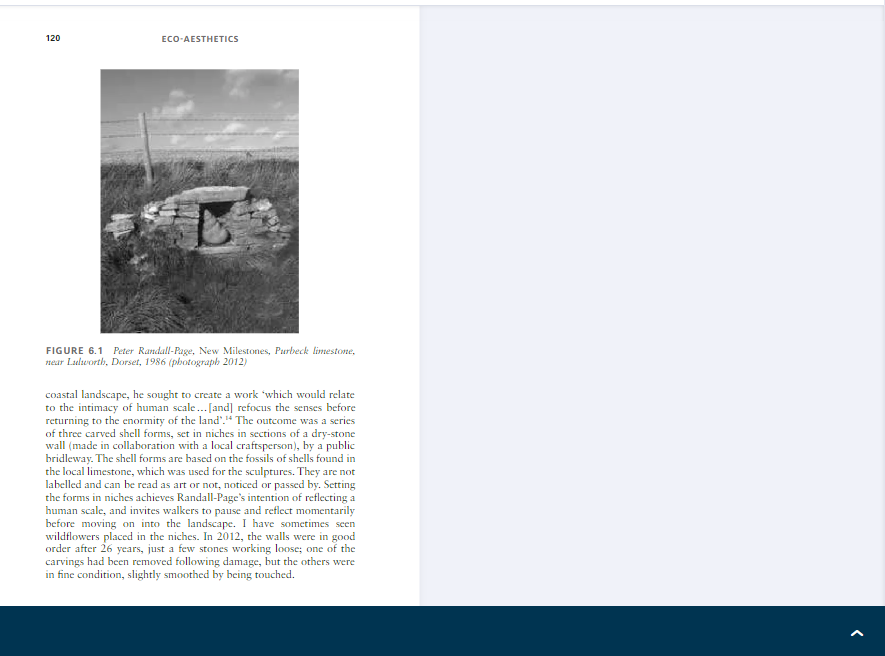 120
ECO-AESTHETICS
FIGURE 6.1 Peter Randall-Page, New Milestones, Purbeck limestone,
near Lulworth, Dorset, 1986 (photograph 2012)
coastal landscape, he sought to create a work ‘which would relate
to the intimacy of human scale…[and] refocus the senses before
returning to the enormity of the land’.¹⁴ The outcome was a series
of three carved shell forms, set in niches in sections of a dry-stone
wall (made in collaboration with a local craftsperson), by a public
bridleway. The shell forms are based on the fossils of shells found in
the local limestone, which was used for the sculptures. They are not
labelled and can be read as art or not, noticed or passed by. Setting
the forms in niches achieves Randall-Page’s intention of reflecting a
human scale, and invites walkers to pause and reflect momentarily
before moving on into the landscape. I have sometimes seen
wildflowers placed in the niches. In 2012, the walls were in good
order after 26 years, just a few stones working loose; one of the
carvings had been removed following damage, but the others were
in fine condition, slightly smoothed by being touched.